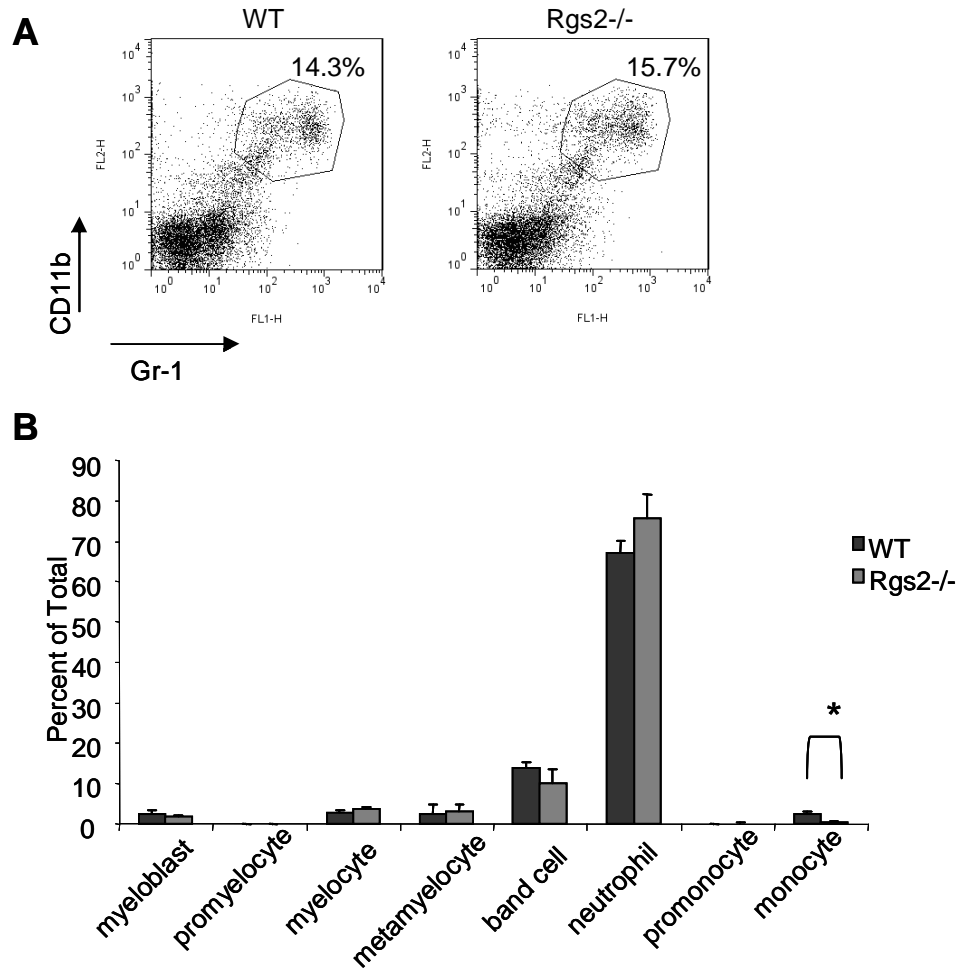 A
WT
Rgs2-/-
10^4
10^3
10^2
10^1
10^0
FL2-H
14.3%
10^0 10^1 10^2 10^3 10^4
FL1-H
10^4
10^3
10^2
10^1
10^0
FL2-H
15.7%
10^0 10^1 10^2 10^3 10^4
FL1-H
CD11b
Gr-1
B
90
80
70
60
50
40
30
20
10
0
Percent of Total
*
WT
Rgs2-/-
myeloblast
promyelocyte
myelocyte
metamyelocyte
band cell
neutrophil
promonocyte
monocyte